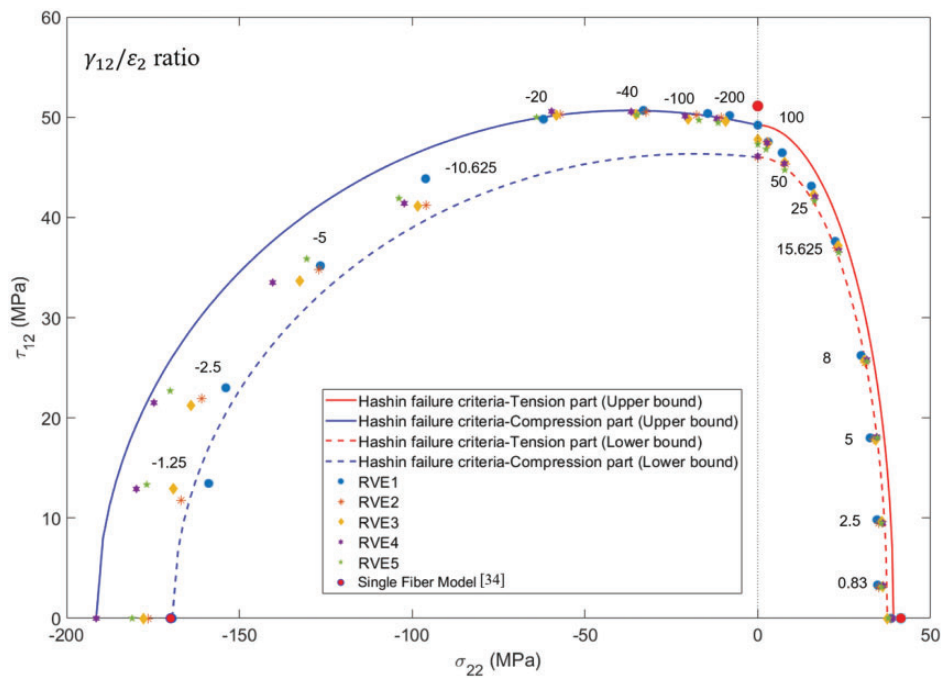 γ12/ε2 ratio
60
50
40
30
20
10
0
τ12 (MPa)
-200
-150
-100
-50
0
50
σ22 (MPa)
-20
-40
-100
-200
100
50
25
15.625
8
5
2.5
0.83
-10.625
-5
-2.5
-1.25
Hashin failure criteria-Tension part (Upper bound)
Hashin failure criteria-Compression part (Upper bound)
Hashin failure criteria-Tension part (Lower bound)
Hashin failure criteria-Compression part (Lower bound)
RVE1
RVE2
RVE3
RVE4
RVE5
Single Fiber Model [34]